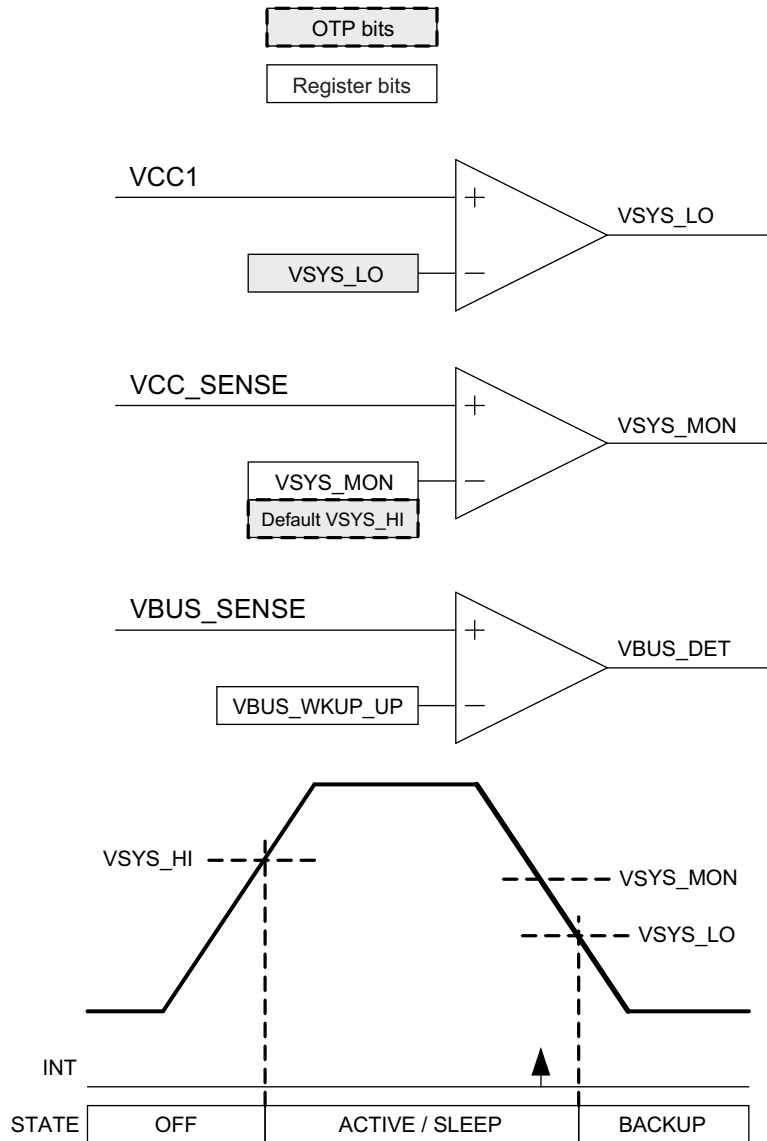 OTP bits
Register bits
VCC1
+
VSYS_LO
VSYS_LO
−
VCC_SENSE
+
VSYS_MON
VSYS_MON
−
Default VSYS_HI
VBUS_SENSE
+
VBUS_DET
VBUS_WKUP_UP
−
VSYS_HI
VSYS_MON
VSYS_LO
INT
STATE OFF ACTIVE / SLEEP BACKUP